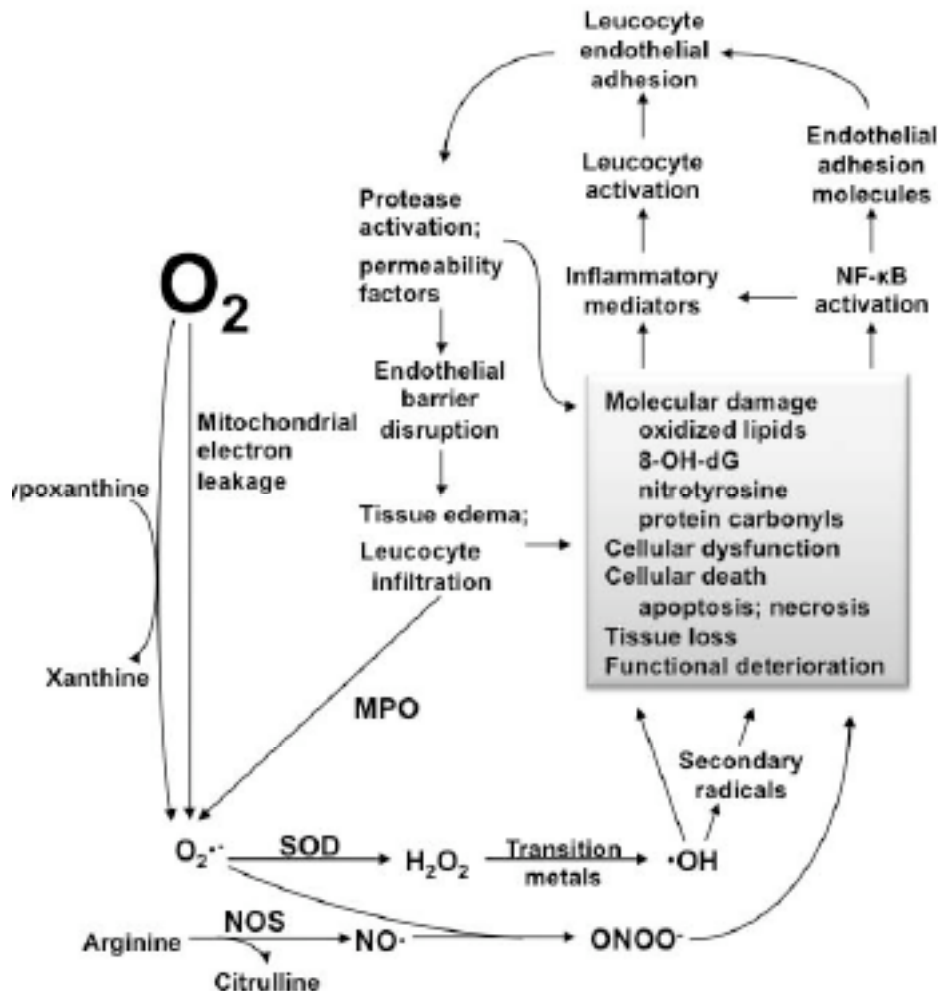 Leucocyte
endothelial
adhesion
Endothelial
adhesion
molecules
Leucocyte
activation
Protease
activation;
permeability
factors
Inflammatory
mediators
NF-κB
activation
O₂
Endothelial
barrier
disruption
Mitochondrial
electron
leakage
ypoxanthine
Xanthine
Tissue edema;
Leucocyte
infiltration
Molecular damage
oxidized lipids
8-OH-dG
nitrotyrosine
protein carbonyls
Cellular dysfunction
Cellular death
apoptosis; necrosis
Tissue loss
Functional deterioration
MPO
Secondary
radicals
O₂•-
SOD
H₂O₂
Transition
metals
•OH
Arginine
NOS
Citrulline
NO•
ONOO⁻